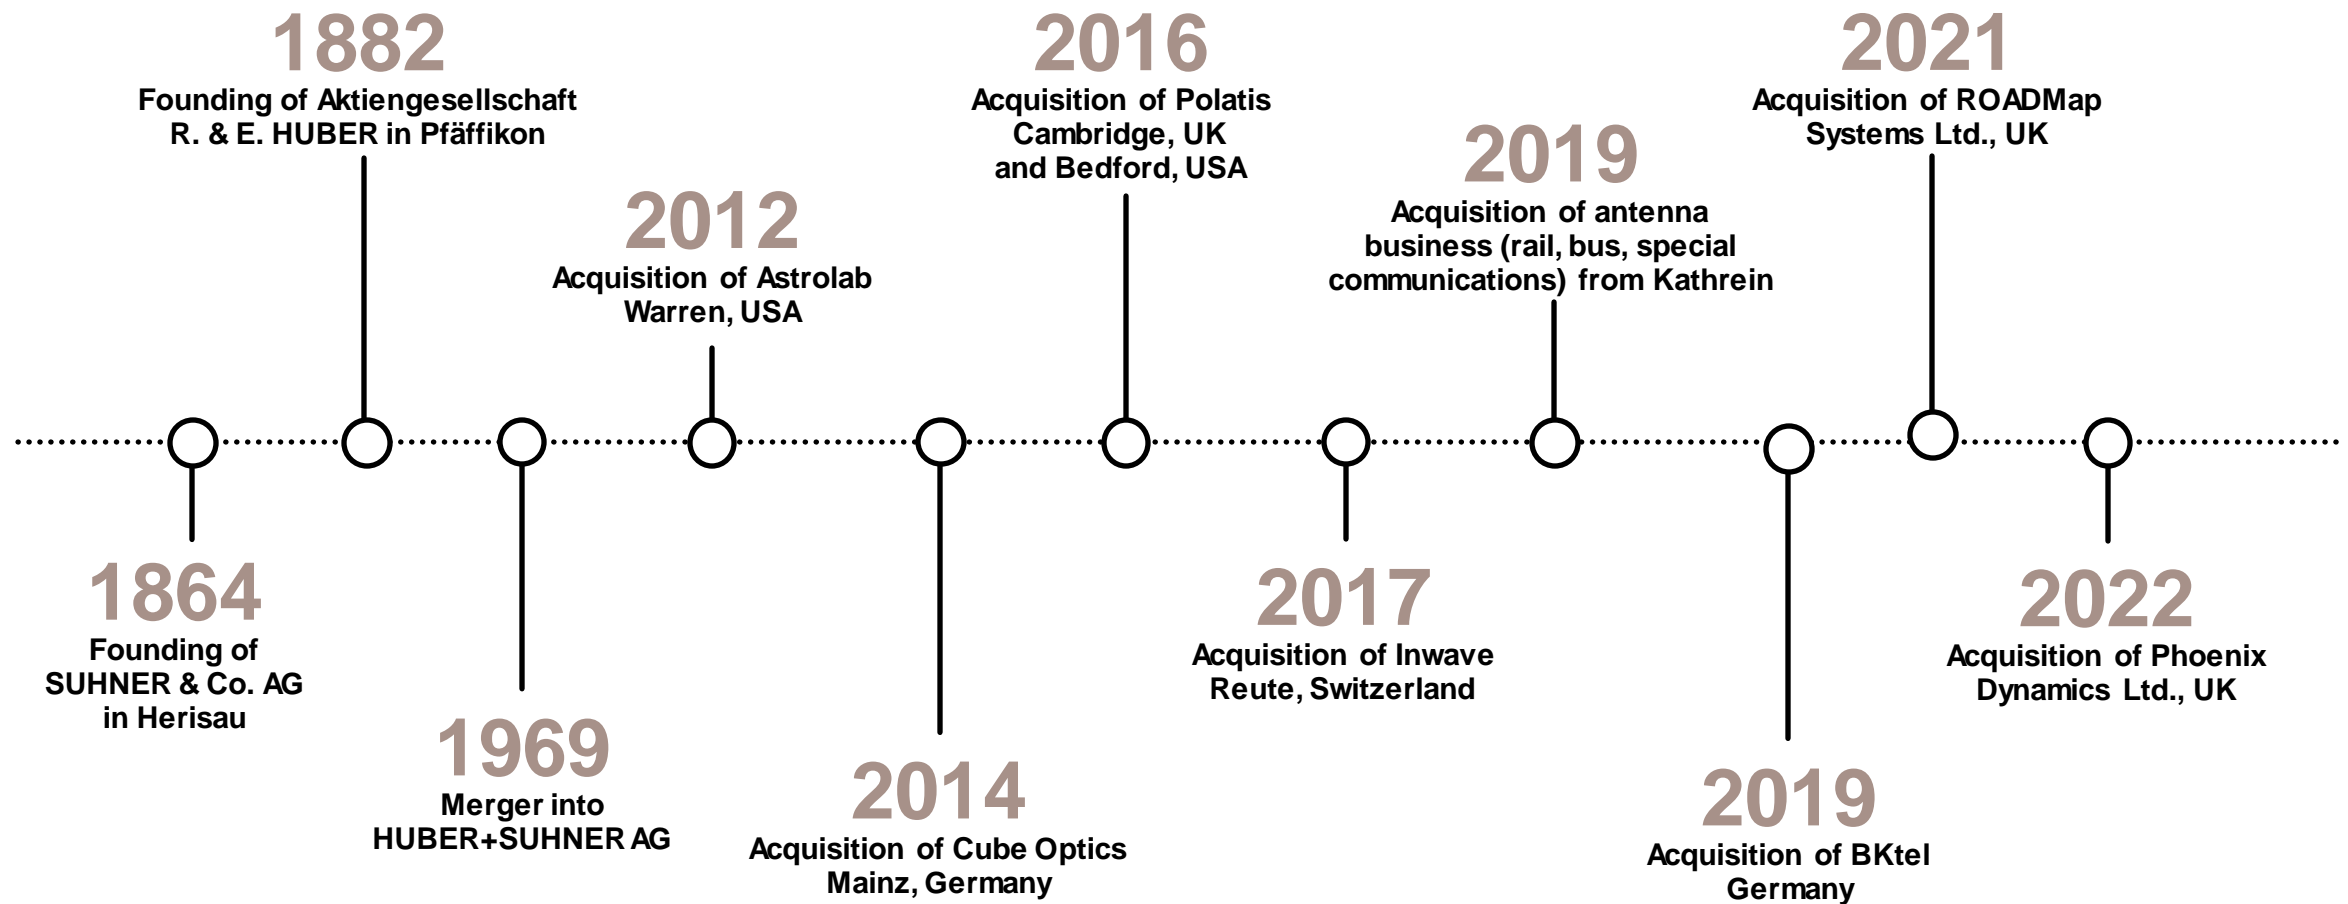 1864
Founding of
SUHNER & Co. AG
in Herisau
1882
Founding of Aktiengesellschaft
R. & E. HUBER in Pfäffikon
1969
Merger into
HUBER+SUHNER AG
2012
Acquisition of Astrolab
Warren, USA
2014
Acquisition of Cube Optics
Mainz, Germany
2016
Acquisition of Polatis
Cambridge, UK
and Bedford, USA
2017
Acquisition of Inwave
Reute, Switzerland
2019
Acquisition of antenna
business (rail, bus, special
communications) from Kathrein
2019
Acquisition of BKtel
Germany
2021
Acquisition of ROADMap
Systems Ltd., UK
2022
Acquisition of Phoenix
Dynamics Ltd., UK